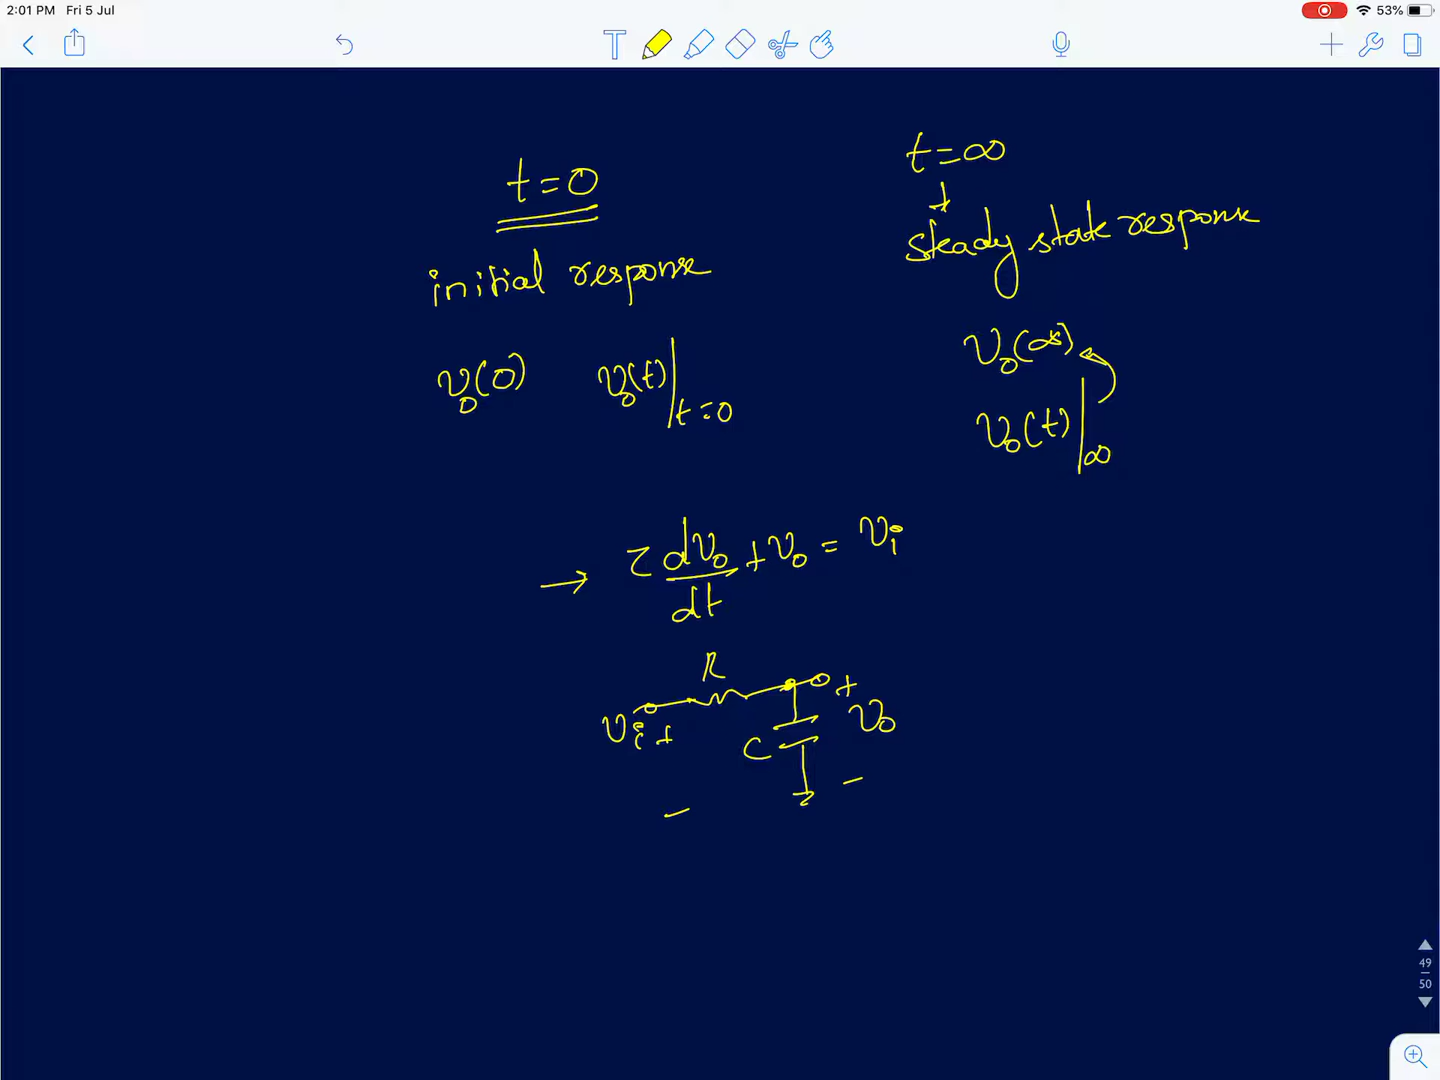 2:01 PM Fri 5 Jul
53%
t=0
initial response
v₀(0) v₀(t)|t=0
t=∞
steady state response
v₀(∞)
v₀(t)|∞
→ τ dv₀/dt + v₀ = vᵢ
R
vᵢ +
C
+
v₀
−
−
49
50